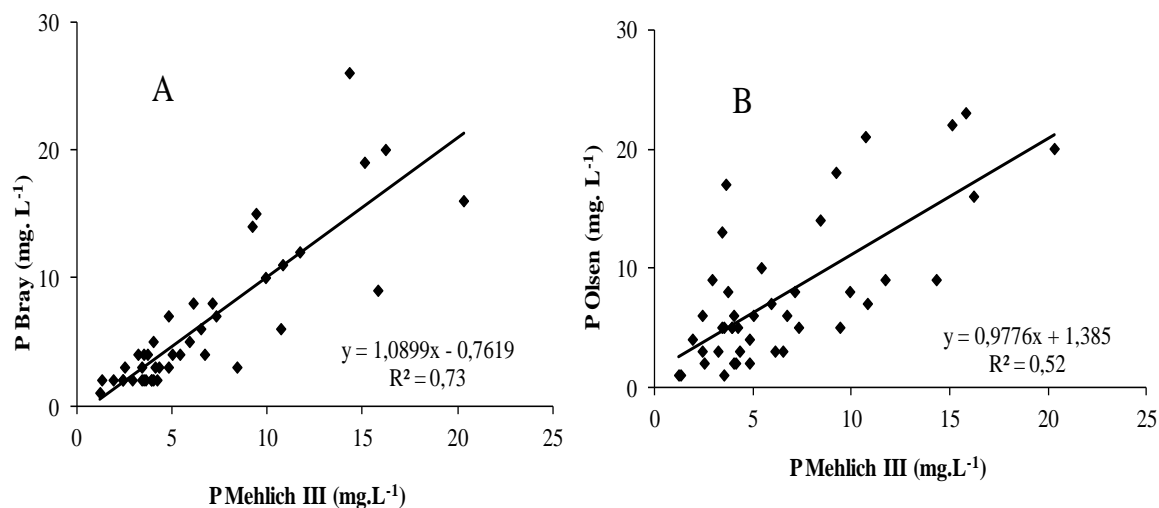 A
P Bray (mg. L-1)
30
20
10
0
0 5 10 15 20 25
y = 1,0899x - 0,7619
R² = 0,73
P Mehlich III (mg.L-1)
B
P Olsen (mg. L-1)
30
20
10
0
0 5 10 15 20 25
y = 0,9776x + 1,385
R² = 0,52
P Mehlich III (mg.L-1)